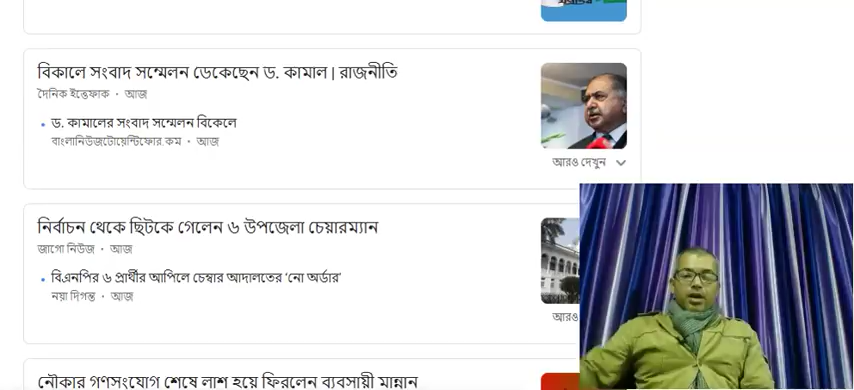 বিকালে সংবাদ সম্মেলন ডেকেছেন ড. কামাল | রাজনীতি
দৈনিক ইত্তেফাক · আজ
ড. কামালের সংবাদ সম্মেলন বিকেলে
বাংলানিউজটোয়েন্টিফোর.কম · আজ
আরও দেখুন
নির্বাচন থেকে ছিটকে গেলেন ৬ উপজেলা চেয়ারম্যান
জাগো নিউজ · আজ
বিএনপির ৬ প্রার্থীর আপিলে চেম্বার আদালতের ‘নো অর্ডার’
নয়া দিগন্ত · আজ
আরও
নৌকার গণসংযোগ শেষে লাশ হয়ে ফিরলেন ব্যবসায়ী মান্নান